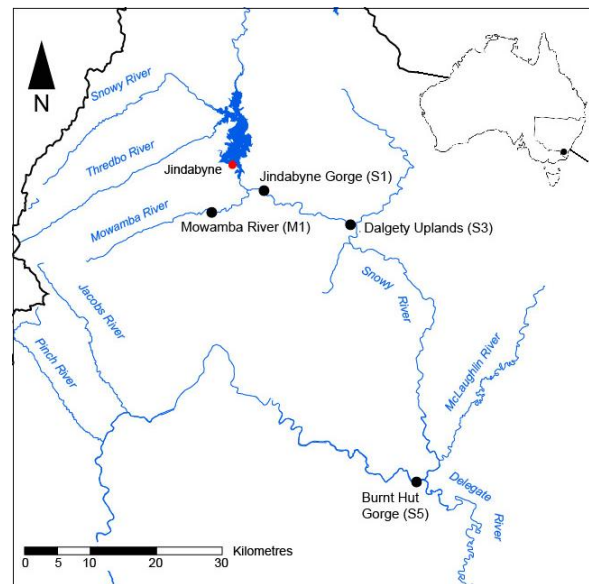 N
Snowy River
Thredbo River
Jindabyne
Jindabyne Gorge (S1)
Mowamba River
Mowamba River (M1)
Dalgety Uplands (S3)
Snowy
River
Jacobs River
Pinch River
McLaughlin River
Delegate
River
Burnt Hut
Gorge (S5)
0 5 10 20 30 Kilometres